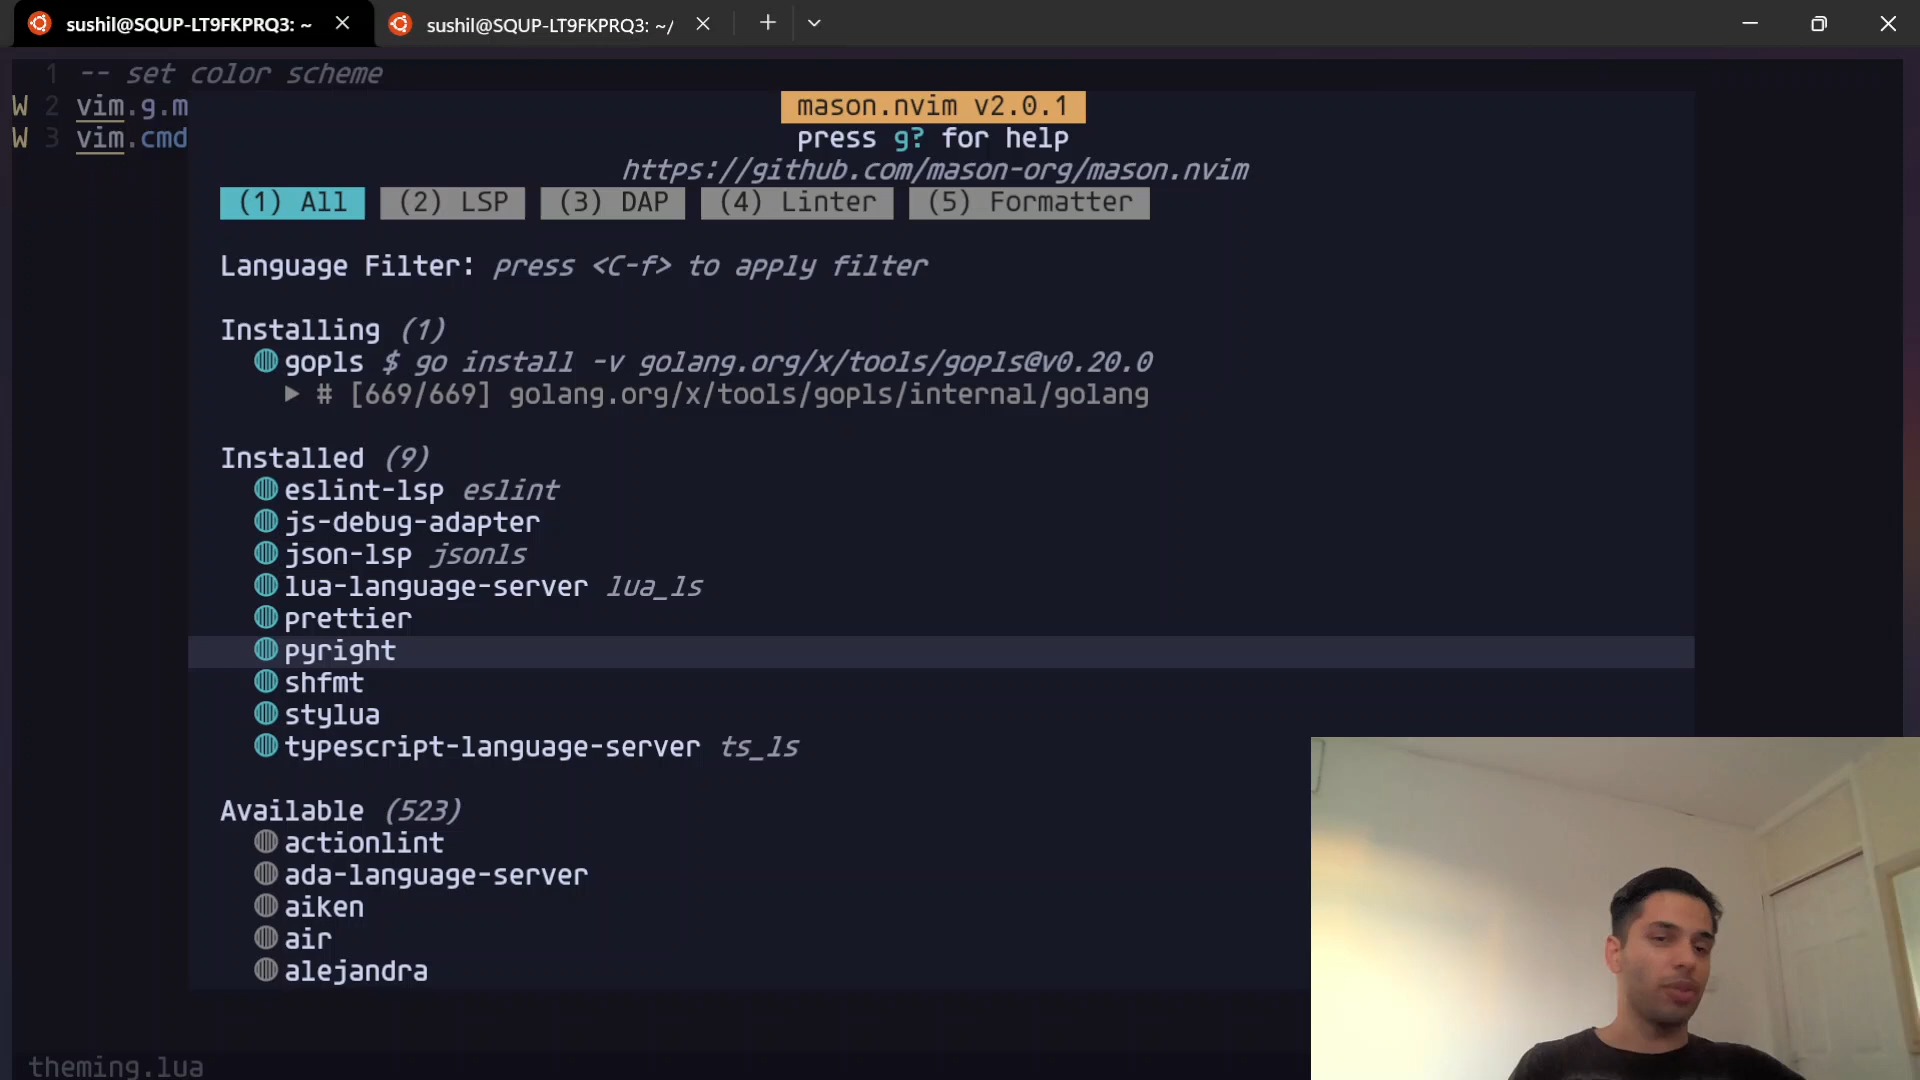 sushil@SQUP-LT9FKPRQ3: ~
sushil@SQUP-LT9FKPRQ3: ~/
1 -- set color scheme
W 2 vim.g.m
W 3 vim.cmd
mason.nvim v2.0.1
press g? for help
https://github.com/mason-org/mason.nvim
(1) All (2) LSP (3) DAP (4) Linter (5) Formatter
Language Filter: press <C-f> to apply filter
Installing (1)
gopls $ go install -v golang.org/x/tools/gopls@v0.20.0
▶ # [669/669] golang.org/x/tools/gopls/internal/golang
Installed (9)
eslint-lsp eslint
js-debug-adapter
json-lsp jsonls
lua-language-server lua_ls
prettier
pyright
shfmt
stylua
typescript-language-server ts_ls
Available (523)
actionlint
ada-language-server
aiken
air
alejandra
theming.lua